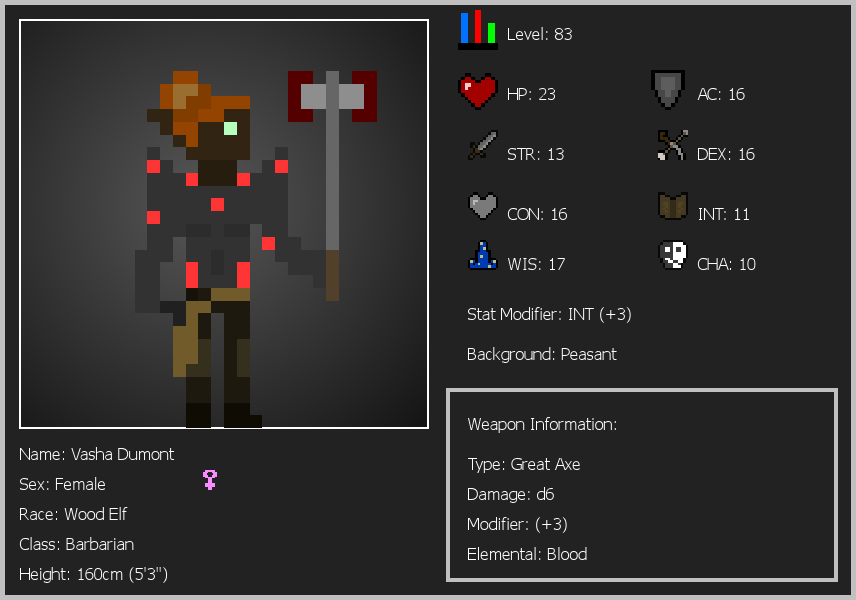 Level: 83
HP: 23
AC: 16
STR: 13
DEX: 16
CON: 16
INT: 11
WIS: 17
CHA: 10
Stat Modifier: INT (+3)
Background: Peasant
Weapon Information:
Type: Great Axe
Damage: d6
Modifier: (+3)
Elemental: Blood
Name: Vasha Dumont
Sex: Female
Race: Wood Elf
Class: Barbarian
Height: 160cm (5'3")